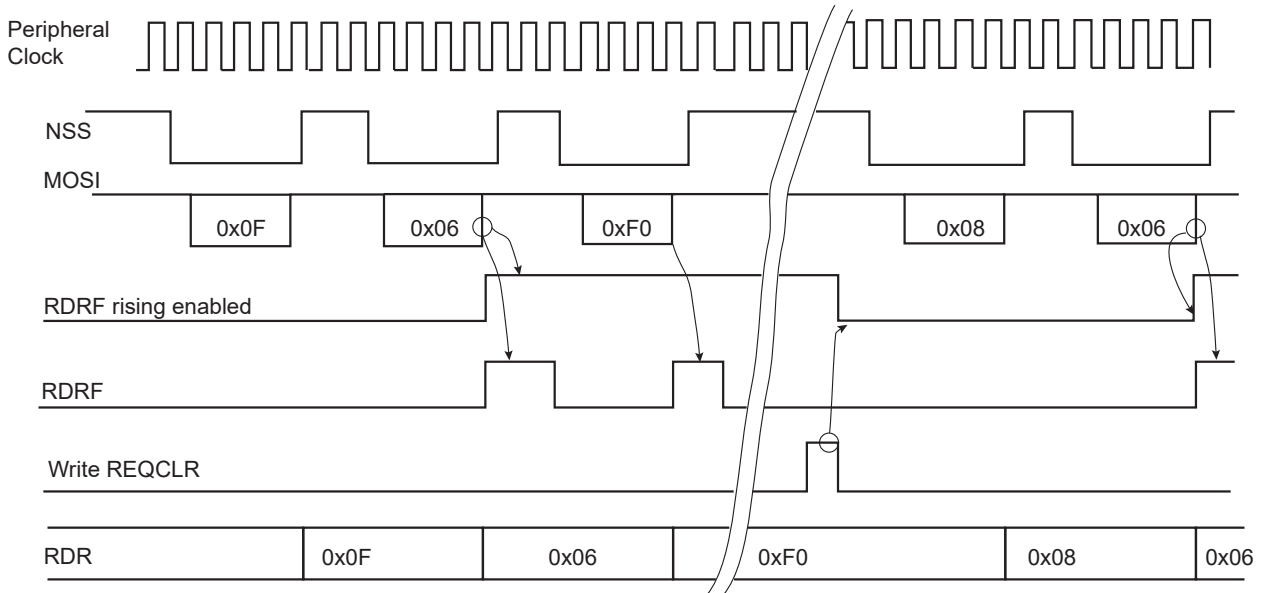 Peripheral
Clock
NSS
MOSI
0x0F 0x06 0xF0 0x08 0x06
RDRF rising enabled
RDRF
Write REQCLR
RDR 0x0F 0x06 0xF0 0x08 0x06